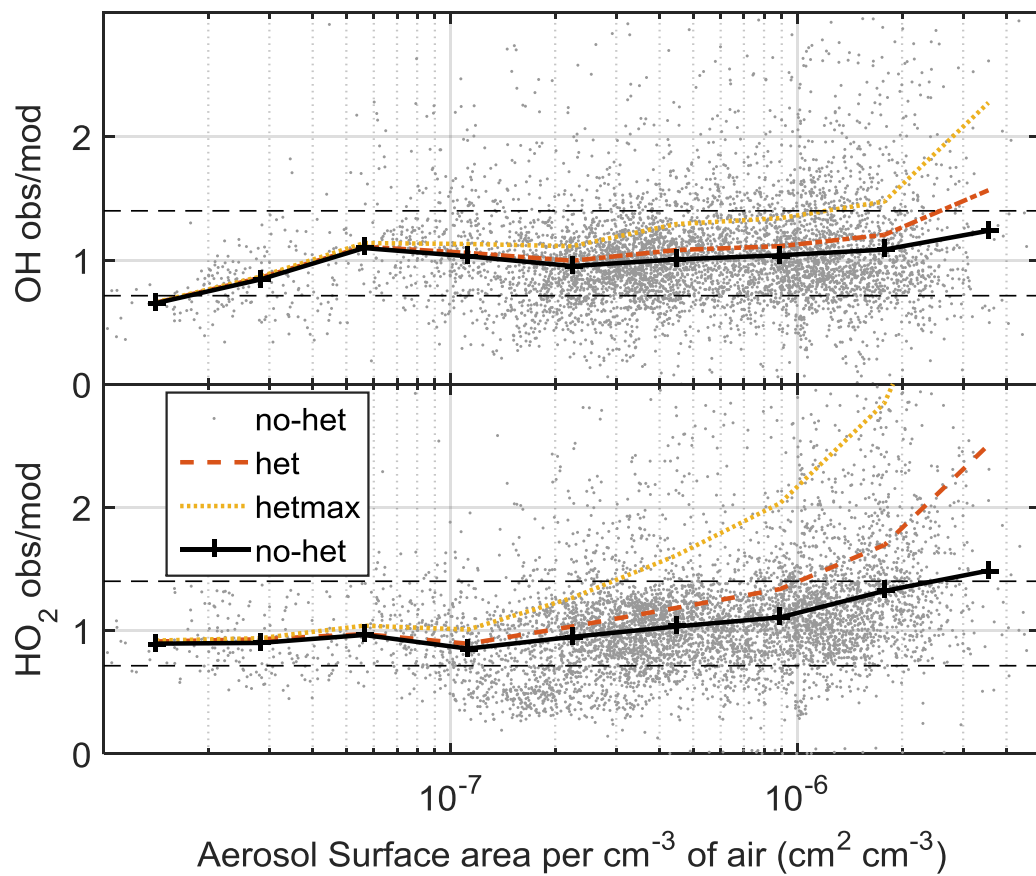 OH obs/mod
2
1
0
HO2 obs/mod
2
1
0
no-het
het
hetmax
no-het
10-7
10-6
Aerosol Surface area per cm-3 of air (cm2 cm-3)